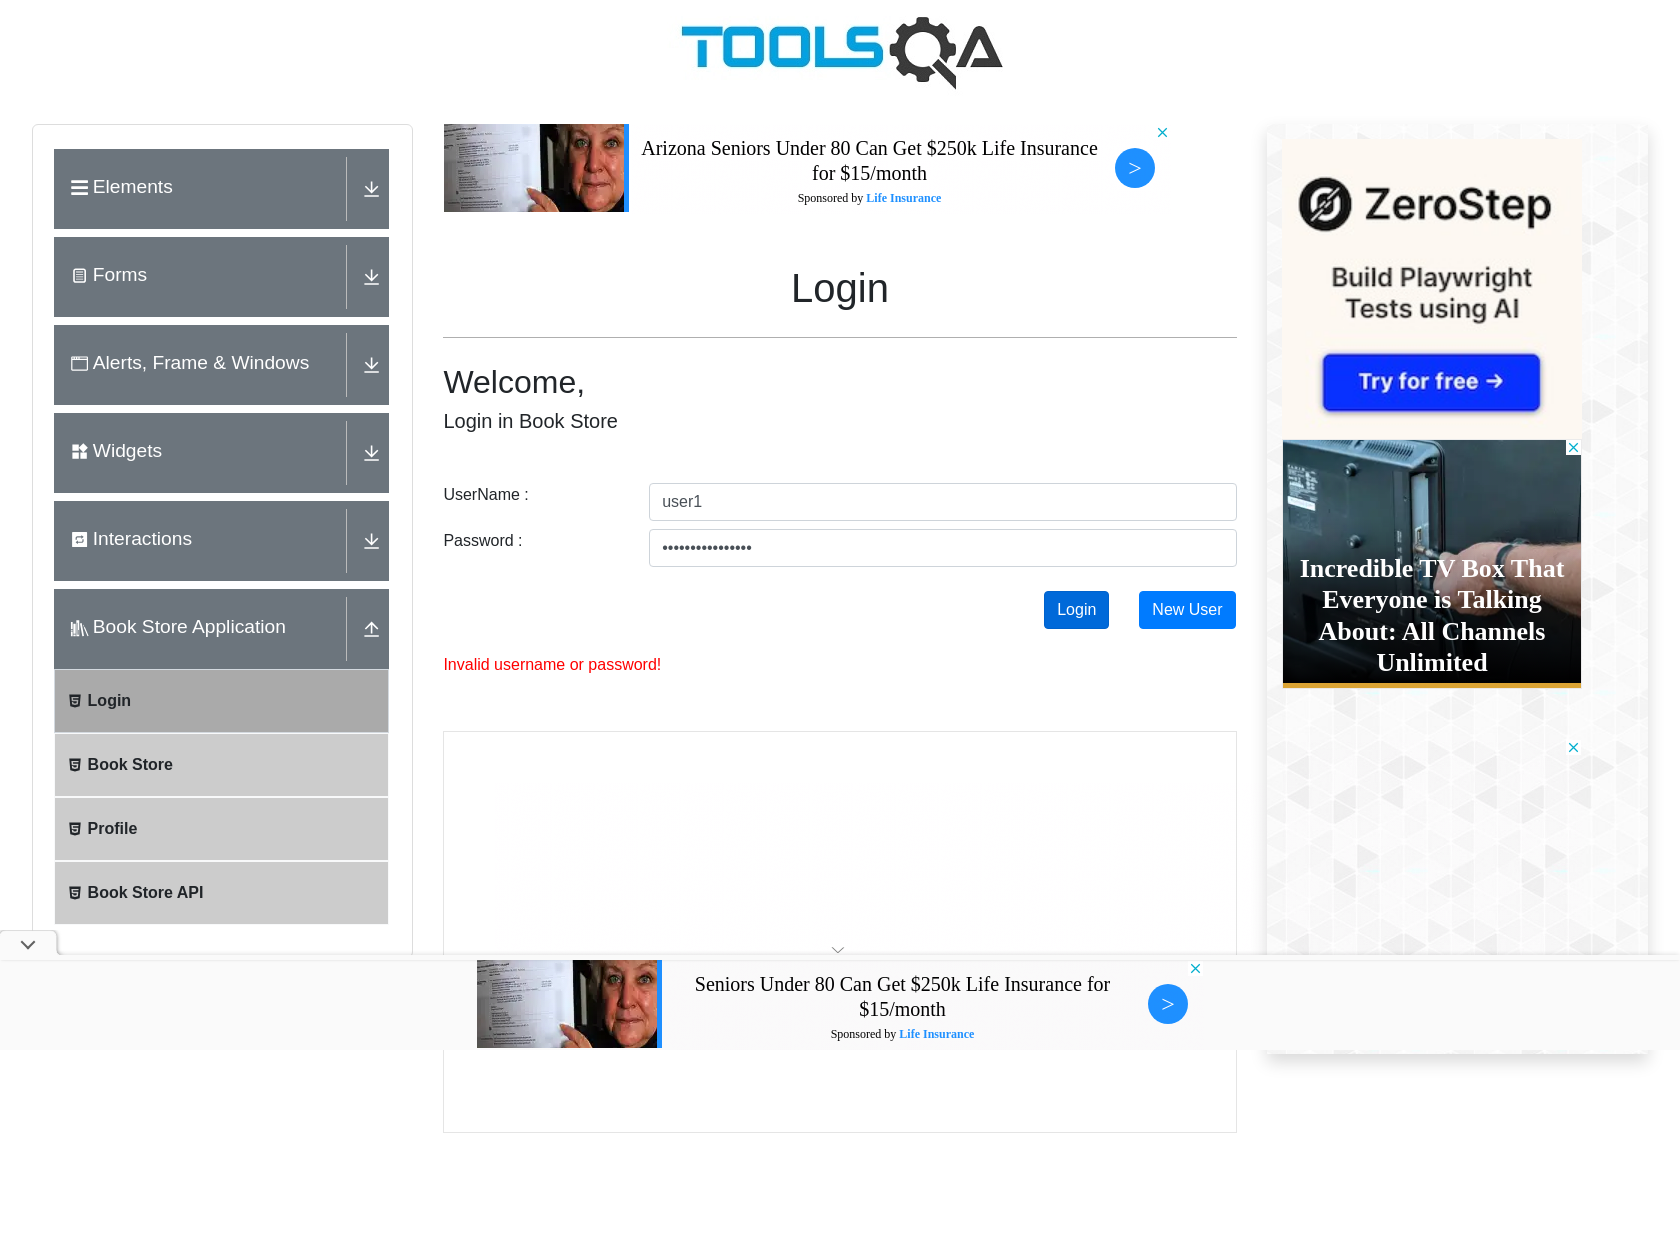 TOOLSQA
Elements
Forms
Alerts, Frame & Windows
Widgets
Interactions
Book Store Application
Login
Book Store
Profile
Book Store API
Arizona Seniors Under 80 Can Get $250k Life Insurance
for $15/month
Sponsored by Life Insurance
>
Login
Welcome,
Login in Book Store
UserName :
user1
Password :
••••••••••••••••
Login
New User
Invalid username or password!
ZeroStep
Build Playwright
Tests using AI
Try for free →
Incredible TV Box That
Everyone is Talking
About: All Channels
Unlimited
Seniors Under 80 Can Get $250k Life Insurance for
$15/month
Sponsored by Life Insurance
>